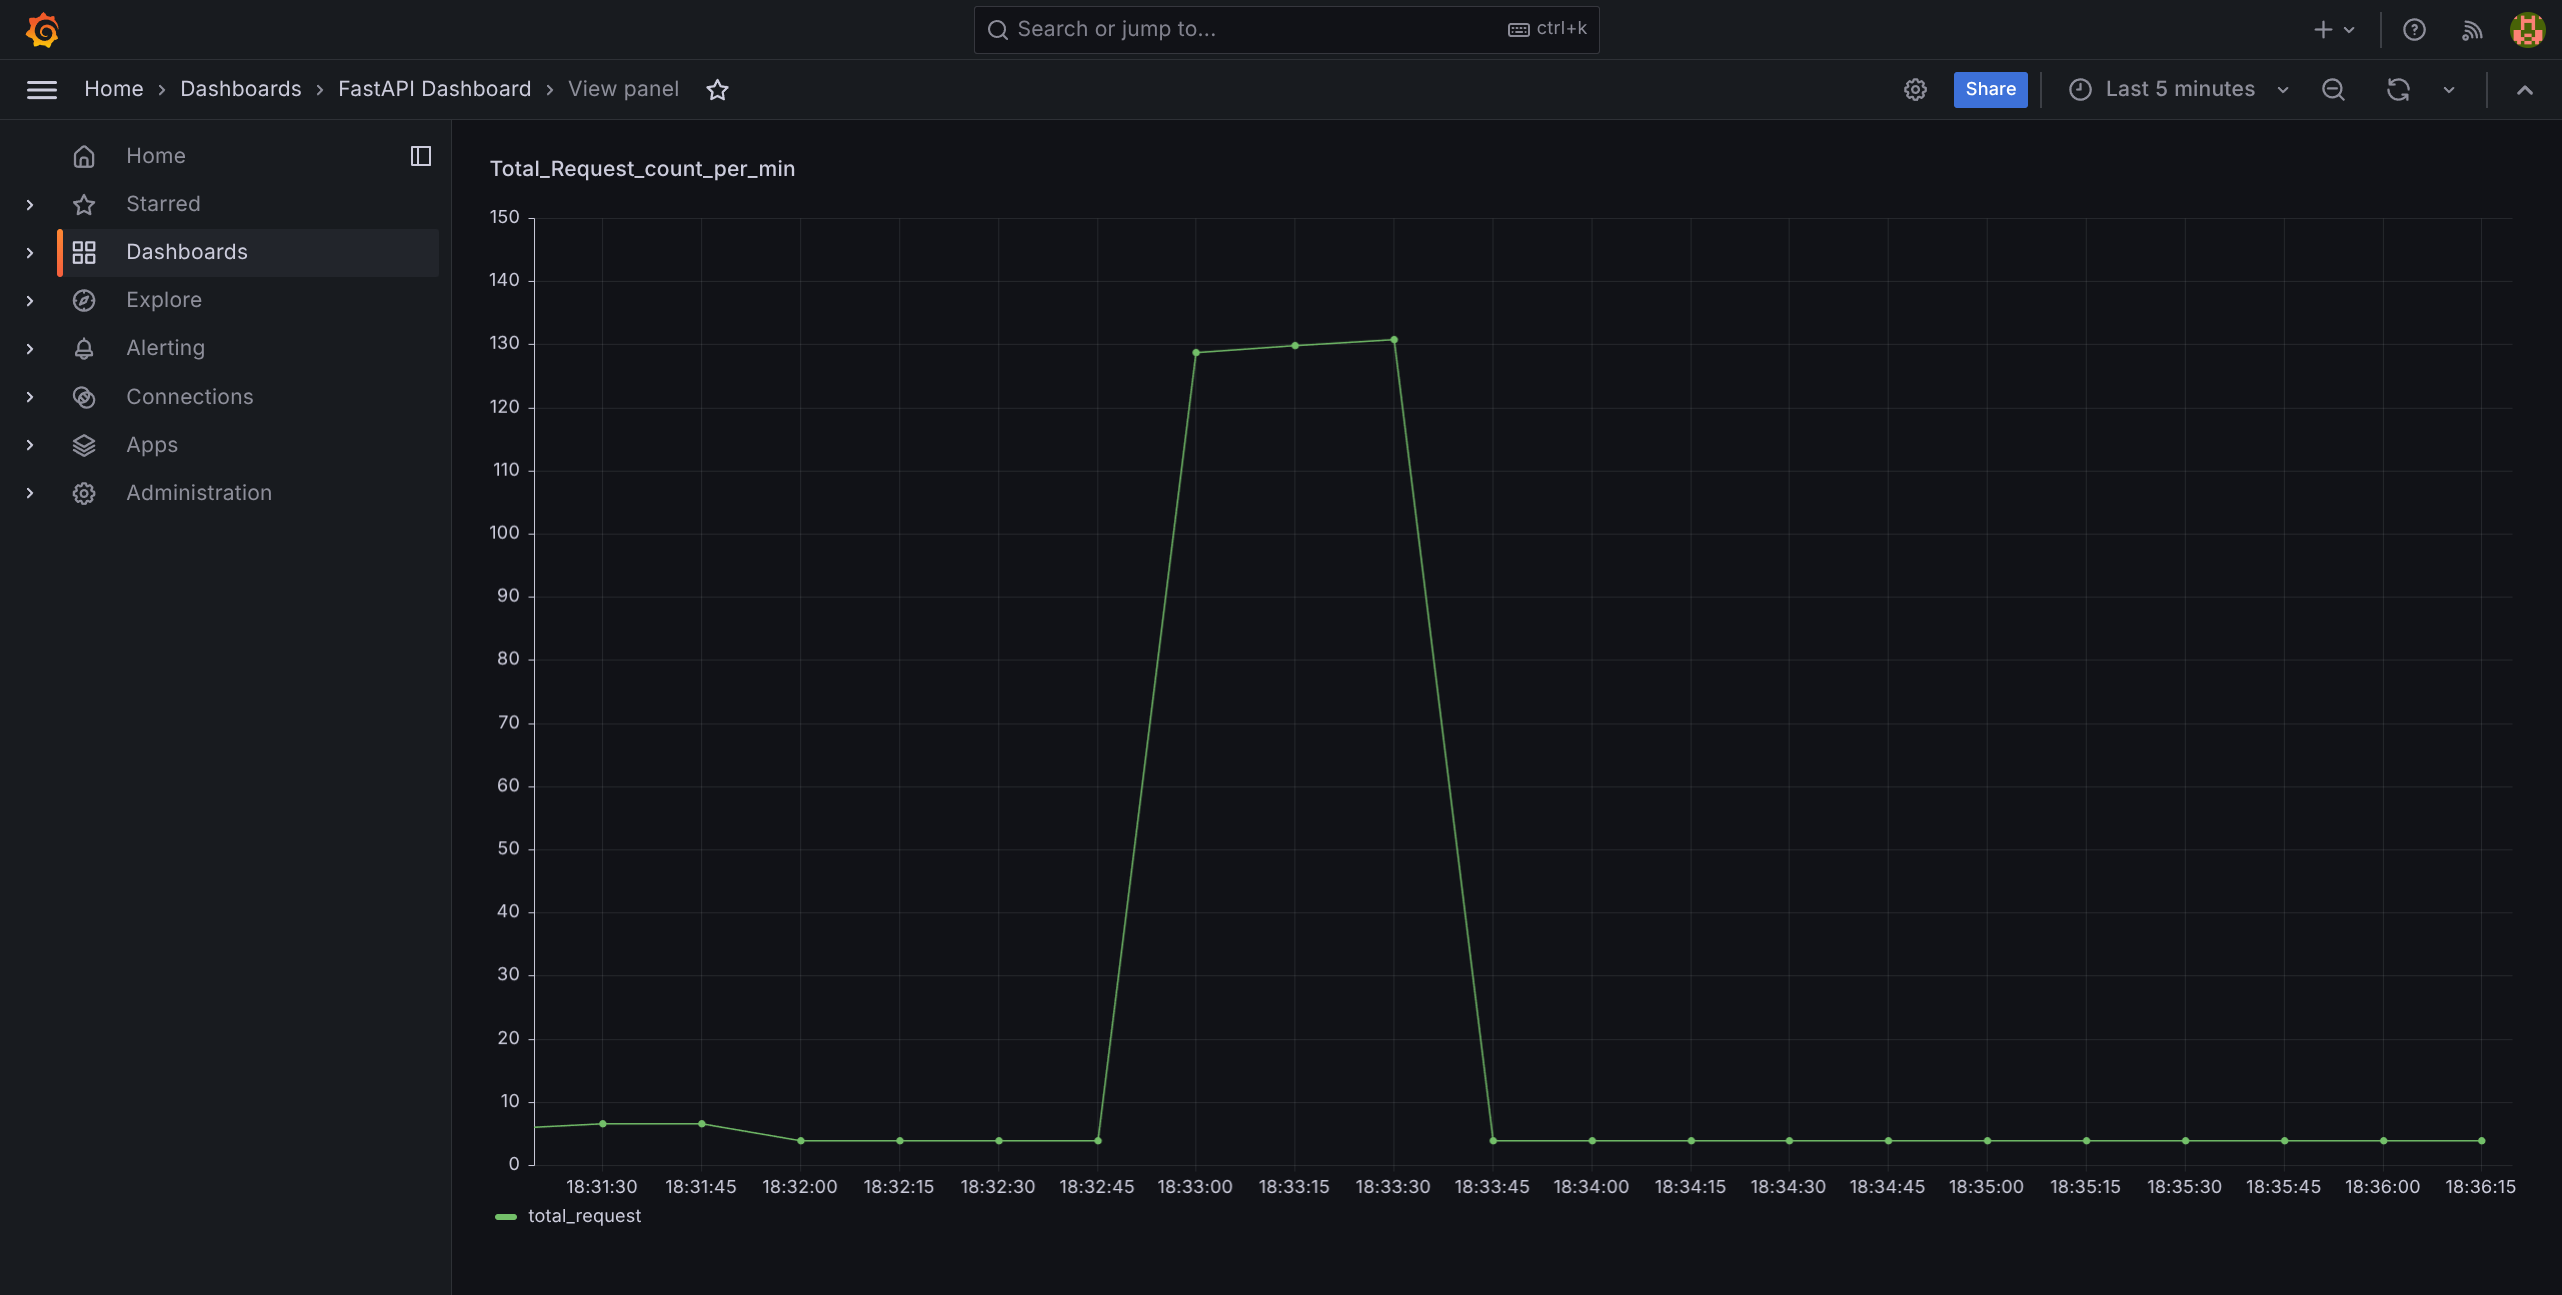 Search or jump to... ctrl+k
Home › Dashboards › FastAPI Dashboard › View panel
Share Last 5 minutes
Home
Starred
Dashboards
Explore
Alerting
Connections
Apps
Administration
Total_Request_count_per_min
150
140
130
120
110
100
90
80
70
60
50
40
30
20
10
0
18:31:30 18:31:45 18:32:00 18:32:15 18:32:30 18:32:45 18:33:00 18:33:15 18:33:30 18:33:45 18:34:00 18:34:15 18:34:30 18:34:45 18:35:00 18:35:15 18:35:30 18:35:45 18:36:00 18:36:15
total_request